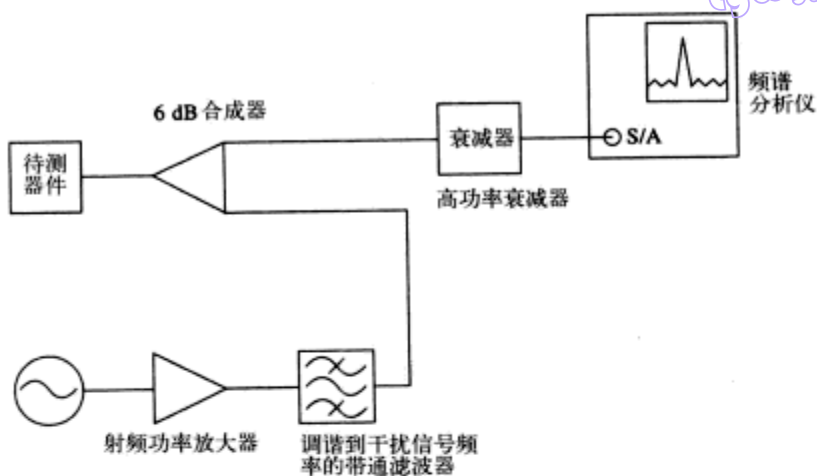 6 dB 合成器
频谱
分析仪
待测
器件
衰减器
S/A
高功率衰减器
射频功率放大器
调谐到干扰信号频
率的带通滤波器